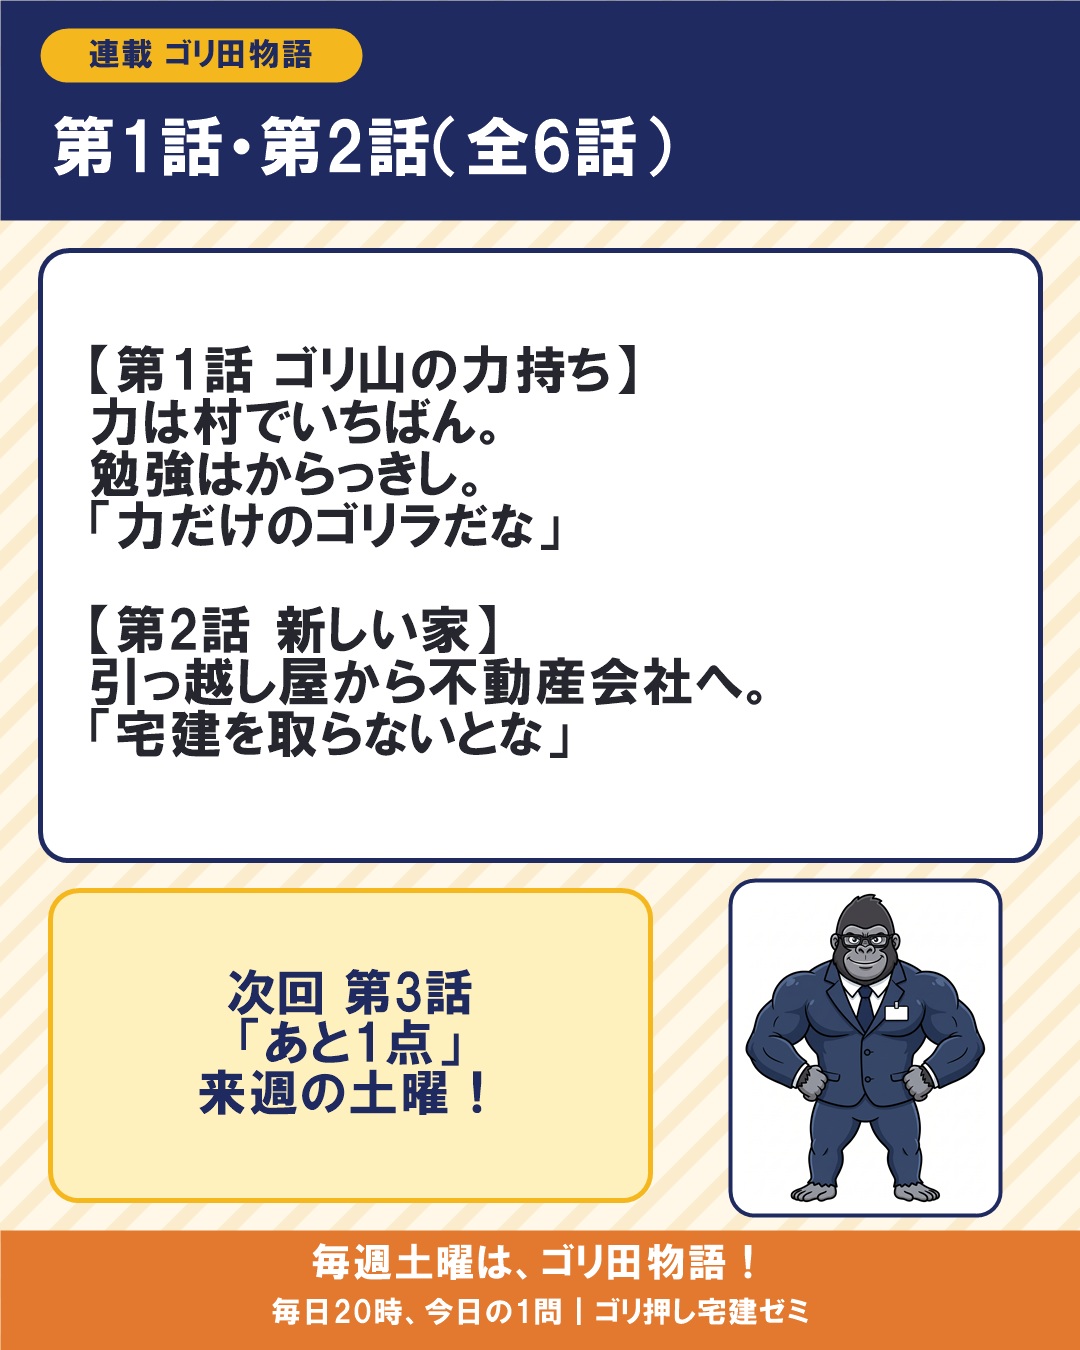 連載 ゴリ田物語
第1話・第2話(全6話)
【第1話 ゴリ山の力持ち】
力は村でいちばん。
勉強はからっきし。
「力だけのゴリラだな」
【第2話 新しい家】
引っ越し屋から不動産会社へ。
「宅建を取らないとな」
次回 第3話
「あと1点」
来週の土曜！
毎週土曜は、ゴリ田物語！
毎日20時、今日の1問｜ゴリ押し宅建ゼミ